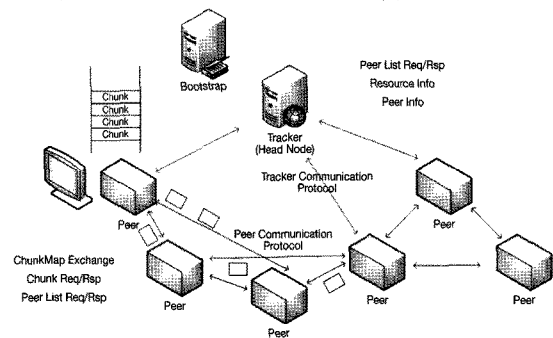 Bootstrap
Peer List Req/Rsp
Resource Info
Peer Info
Chunk
Chunk
Chunk
Chunk
Tracker
(Head Node)
Tracker Communication
Protocol
Peer
Peer
Peer Communication
Protocol
ChunkMap Exchange
Chunk Req/Rsp
Peer List Req/Rsp
Peer
Peer
Peer
Peer